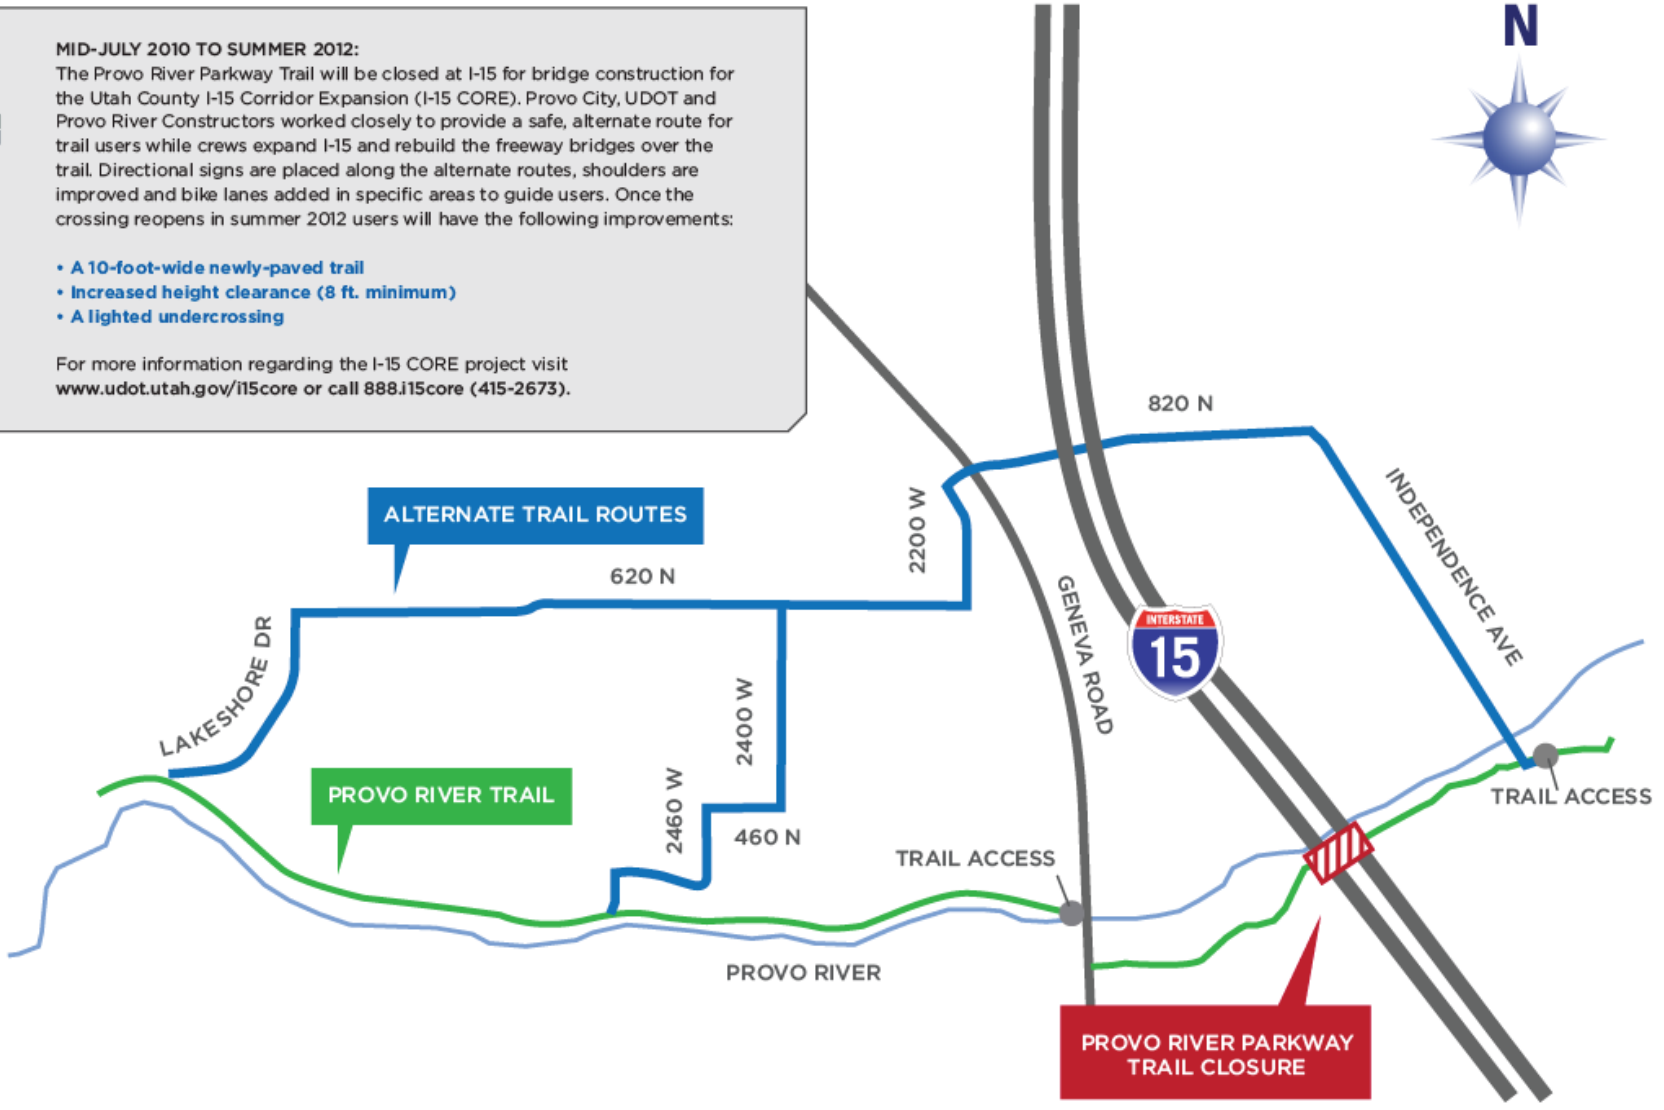 MID-JULY 2010 TO SUMMER 2012:
The Provo River Parkway Trail will be closed at I-15 for bridge construction for
the Utah County I-15 Corridor Expansion (I-15 CORE). Provo City, UDOT and
Provo River Constructors worked closely to provide a safe, alternate route for
trail users while crews expand I-15 and rebuild the freeway bridges over the
trail. Directional signs are placed along the alternate routes, shoulders are
improved and bike lanes added in specific areas to guide users. Once the
crossing reopens in summer 2012 users will have the following improvements:
• A 10-foot-wide newly-paved trail
• Increased height clearance (8 ft. minimum)
• A lighted undercrossing
For more information regarding the I-15 CORE project visit
www.udot.utah.gov/i15core or call 888.i15core (415-2673).
N
820 N
INDEPENDENCE AVE
2200 W
ALTERNATE TRAIL ROUTES
620 N
GENEVA ROAD
INTERSTATE
15
LAKESHORE DR
2400 W
PROVO RIVER TRAIL
2460 W
460 N
TRAIL ACCESS
TRAIL ACCESS
PROVO RIVER
PROVO RIVER PARKWAY
TRAIL CLOSURE